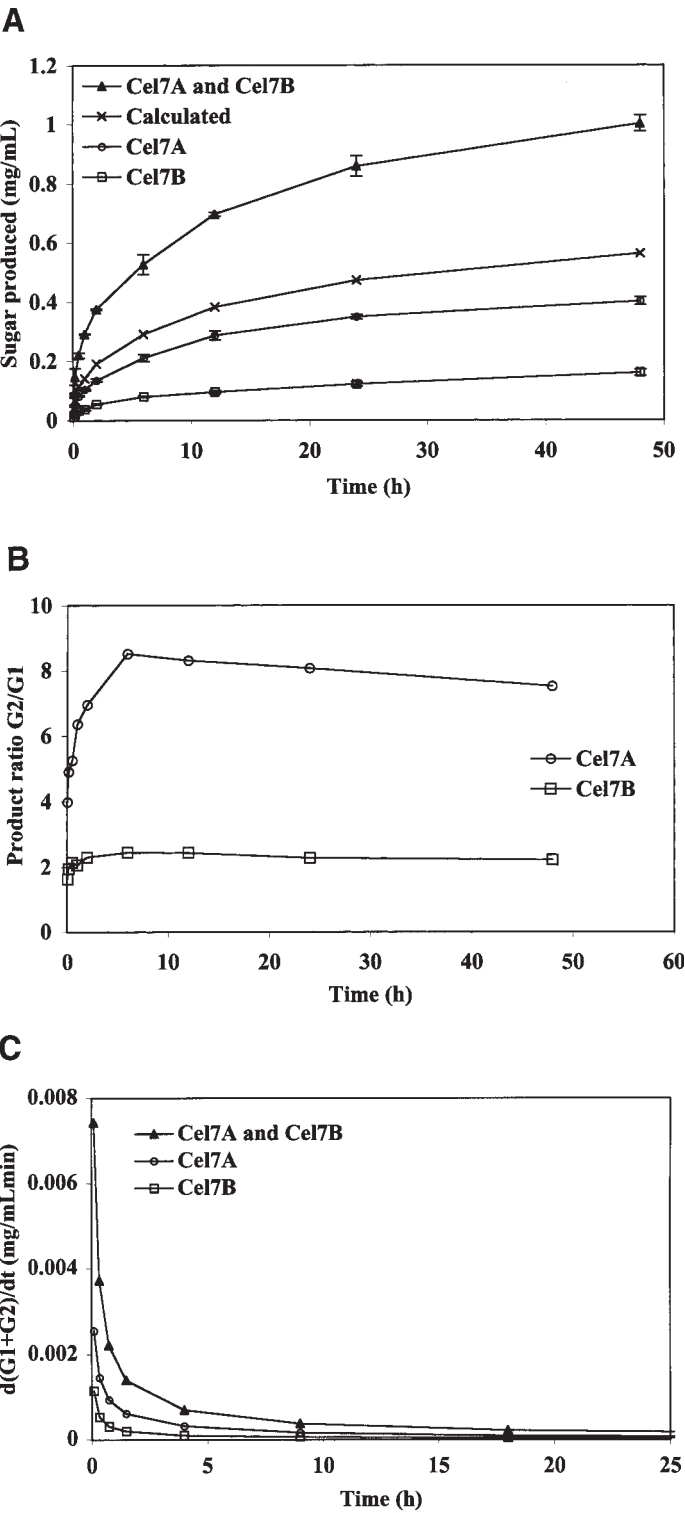 A
Sugar produced (mg/mL)
1.2
1
0.8
0.6
0.4
0.2
0
Cel7A and Cel7B
Calculated
Cel7A
Cel7B
0 10 20 30 40 50
Time (h)
B
Product ratio G2/G1
10
8
6
4
2
0
Cel7A
Cel7B
0 10 20 30 40 50 60
Time (h)
C
d(G1+G2)/dt (mg/mLmin)
0.008
0.006
0.004
0.002
0
Cel7A and Cel7B
Cel7A
Cel7B
0 5 10 15 20 25
Time (h)